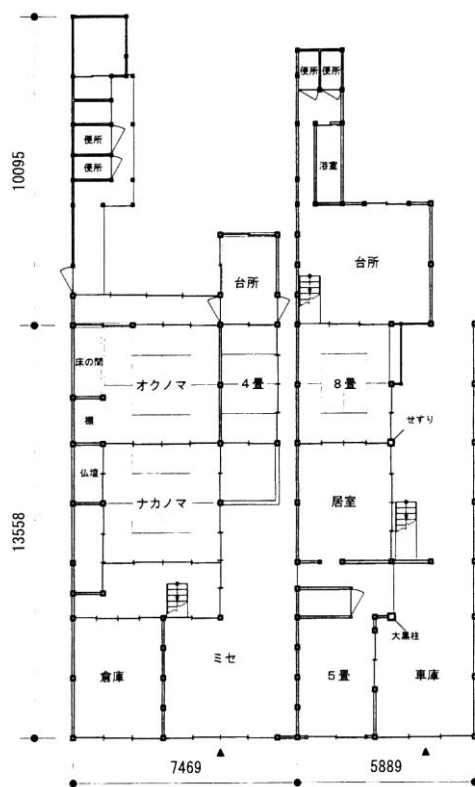 便所 便所
便所
浴室
便所
10095
台所
台所
床の間
オクノマ
4畳
8畳
棚
せすり
仏壇
ナカノマ
居室
13558
大黒柱
ミセ
倉庫
5畳
車庫
7469
5889